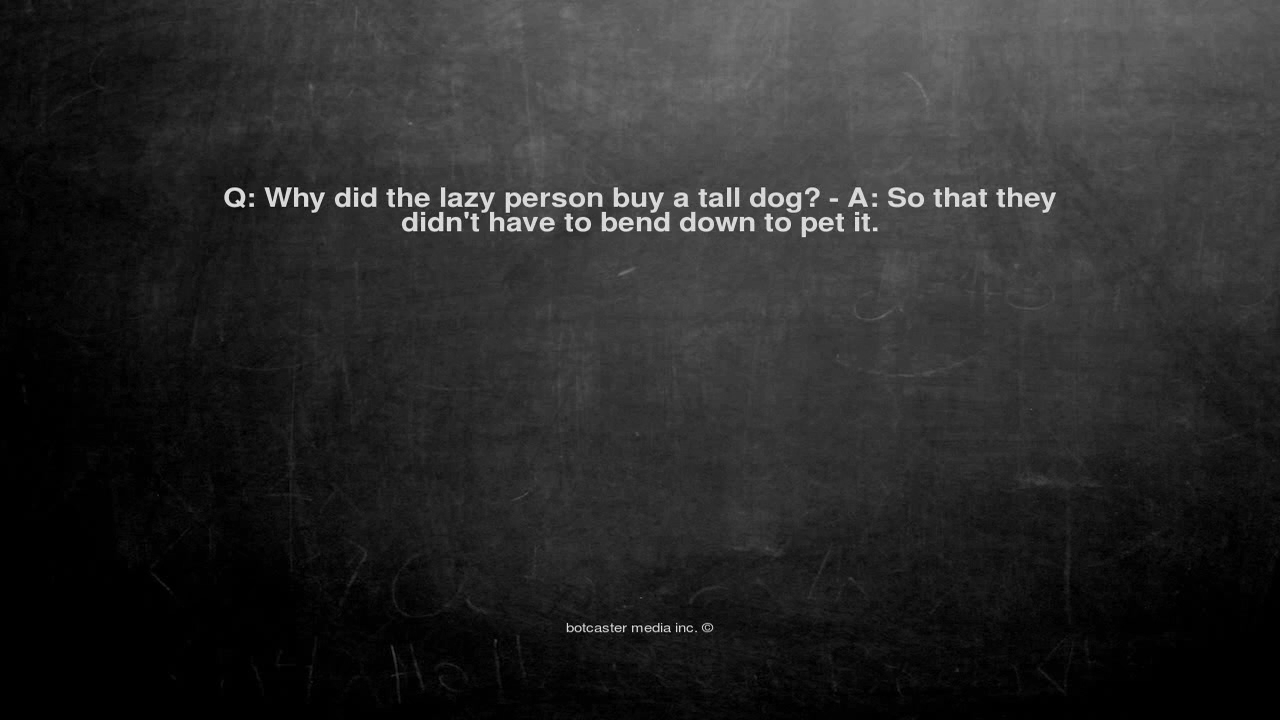 Q: Why did the lazy person buy a tall dog? - A: So that they
didn't have to bend down to pet it.
botcaster media inc. ©